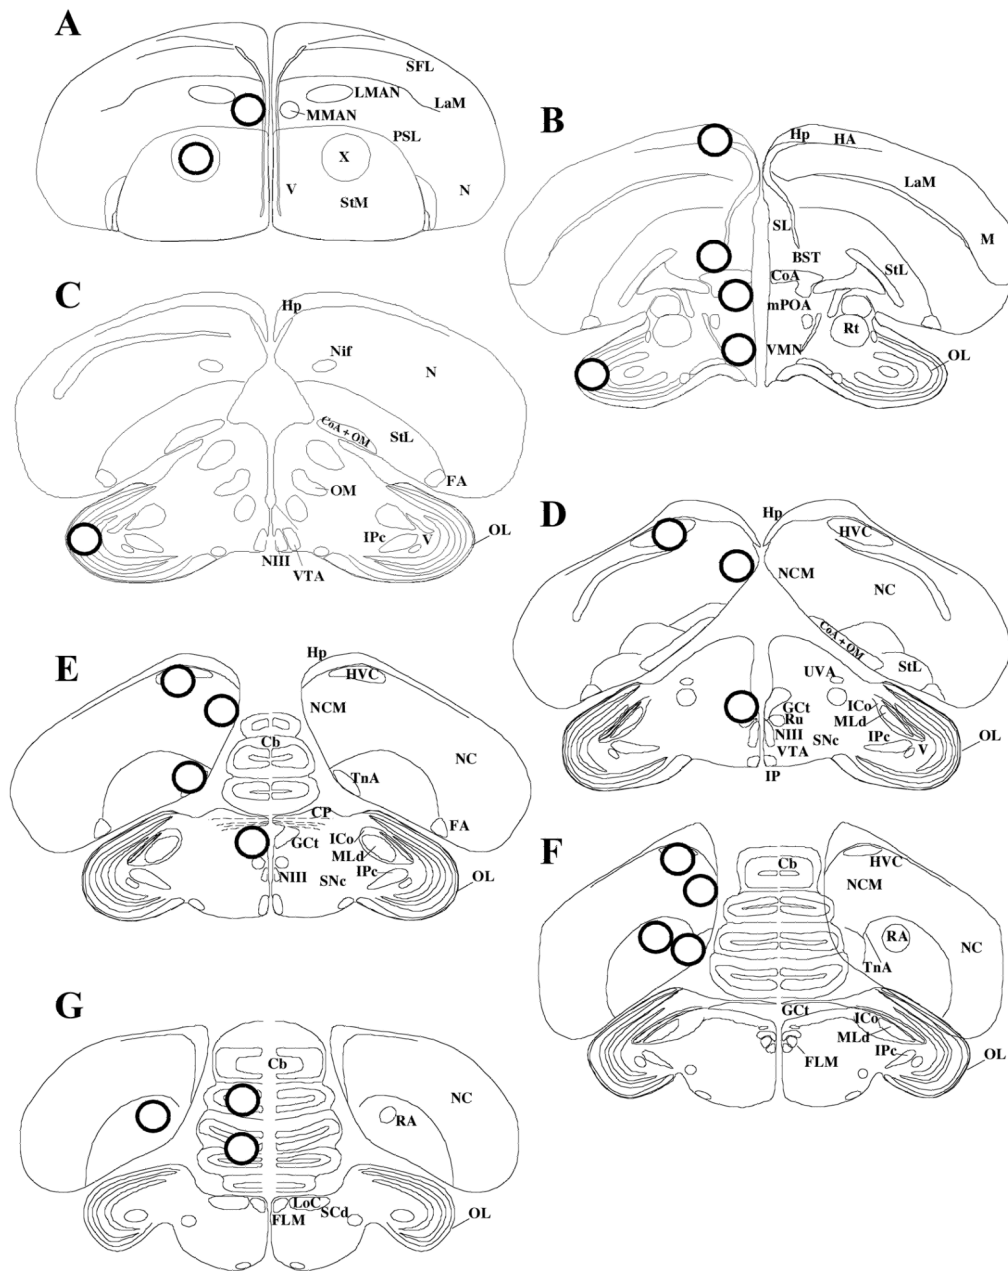 A
SFL
LMAN
LaM
MMAN
PSL
X
V
StM
N
B
Hp
HA
LaM
M
SL
BST
StL
CoA
mPOA
Rt
VMN
OL
C
Hp
Nif
N
CoA + OM
StL
OM
FA
IPc
V
OL
NIII
VTA
D
Hp
HVC
NCM
NC
CoA + OM
StL
UVA
GCt
ICo
Ru
MLd
NIII
SNc
IPc
V
OL
VTA
IP
E
Hp
HVC
NCM
Cb
NC
TnA
CP
FA
GCt
ICo
MLd
NIII
SNc
IPc
OL
F
Cb
HVC
NCM
RA
NC
TnA
GCt
ICo
MLd
IPc
FLM
OL
G
Cb
NC
RA
LoC
SCd
FLM
OL